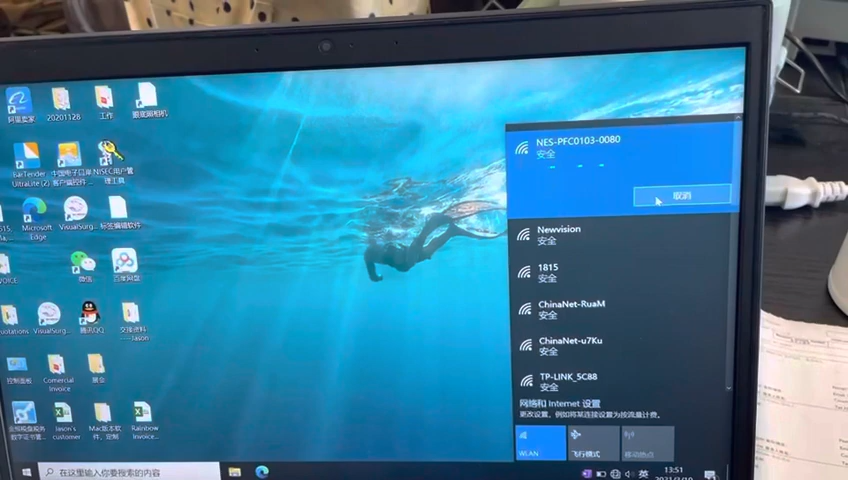 阿里卖家
20201128
工作
眼底照相机
BarTender
UltraLite (2)
中国电子口岸
客户端控件...
NISEC用户管
理工具
Microsoft
Edge
VisualSurg...
标签编辑软件
微信
百度网盘
VisualSurg...
腾讯QQ
交接资料
Jason
控制面板
Comercial
Invoice
展会
Jason's
customer
Mac版本软
件，定制
Rainbow
Invoice...
NES-PFC0103-0080
安全
取消
Newvision
安全
1815
安全
ChinaNet-RuaM
安全
ChinaNet-u7Ku
安全
TP-LINK_5C88
安全
网络和 Internet 设置
更改设置，例如将某连接设置为按流量计费。
WLAN
飞行模式
移动热点
在这里输入你要搜索的内容
英
13:51